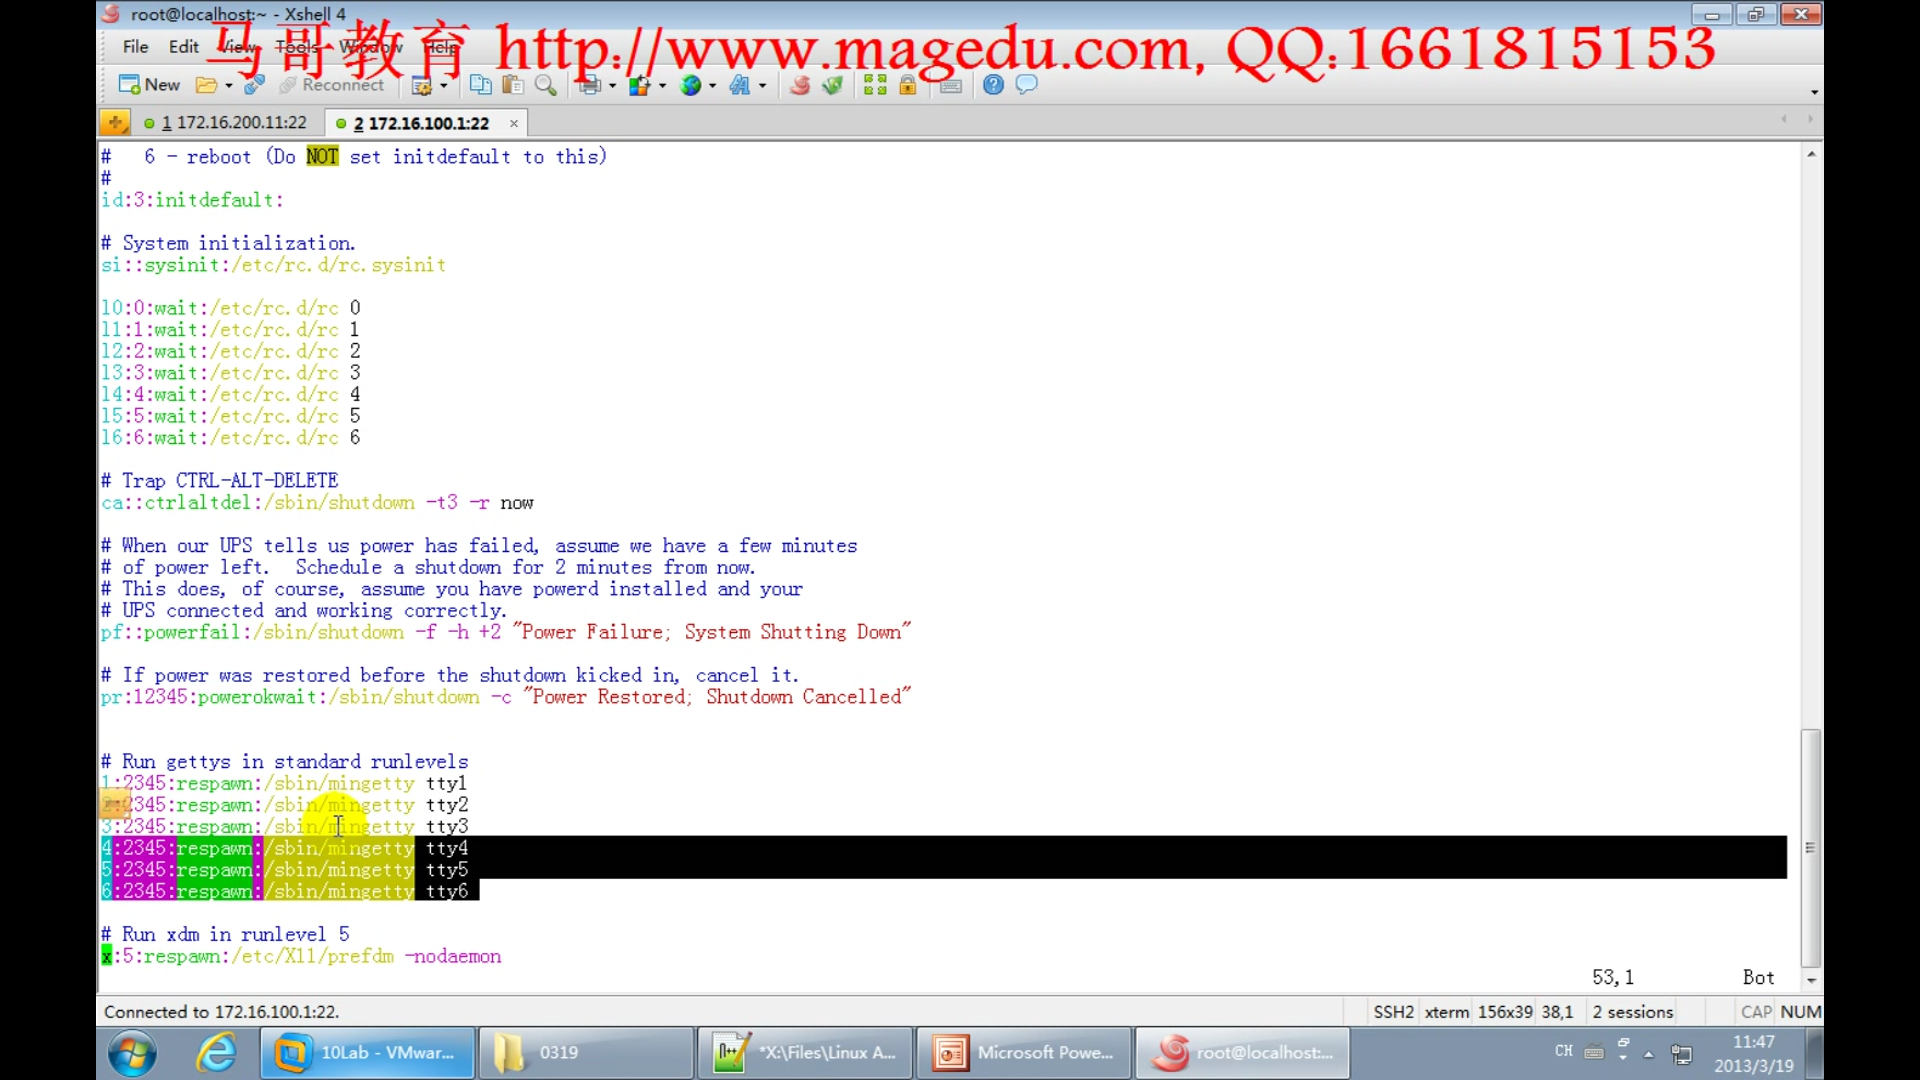 root@localhost:~ - Xshell 4
File Edit View Tools Window Help
马哥教育 http://www.magedu.com, QQ:1661815153
New Reconnect
1 172.16.200.11:22 2 172.16.100.1:22
#   6 - reboot (Do NOT set initdefault to this)
#
id:3:initdefault:
# System initialization.
si::sysinit:/etc/rc.d/rc.sysinit
l0:0:wait:/etc/rc.d/rc 0
l1:1:wait:/etc/rc.d/rc 1
l2:2:wait:/etc/rc.d/rc 2
l3:3:wait:/etc/rc.d/rc 3
l4:4:wait:/etc/rc.d/rc 4
l5:5:wait:/etc/rc.d/rc 5
l6:6:wait:/etc/rc.d/rc 6
# Trap CTRL-ALT-DELETE
ca::ctrlaltdel:/sbin/shutdown -t3 -r now
# When our UPS tells us power has failed, assume we have a few minutes
# of power left.  Schedule a shutdown for 2 minutes from now.
# This does, of course, assume you have powerd installed and your
# UPS connected and working correctly.
pf::powerfail:/sbin/shutdown -f -h +2 "Power Failure; System Shutting Down"
# If power was restored before the shutdown kicked in, cancel it.
pr:12345:powerokwait:/sbin/shutdown -c "Power Restored; Shutdown Cancelled"
# Run gettys in standard runlevels
1:2345:respawn:/sbin/mingetty tty1
2345:respawn:/sbin/mingetty tty2
3:2345:respawn:/sbin/mingetty tty3
4:2345:respawn:/sbin/mingetty tty4
5:2345:respawn:/sbin/mingetty tty5
6:2345:respawn:/sbin/mingetty tty6
# Run xdm in runlevel 5
x:5:respawn:/etc/X11/prefdm -nodaemon
53,1 Bot
Connected to 172.16.100.1:22. SSH2 xterm 156x39 38,1 2 sessions CAP NUM
10Lab - VMwar... 0319 *X:\Files\Linux A... Microsoft Powe... root@localhost:... CH 11:47
2013/3/19